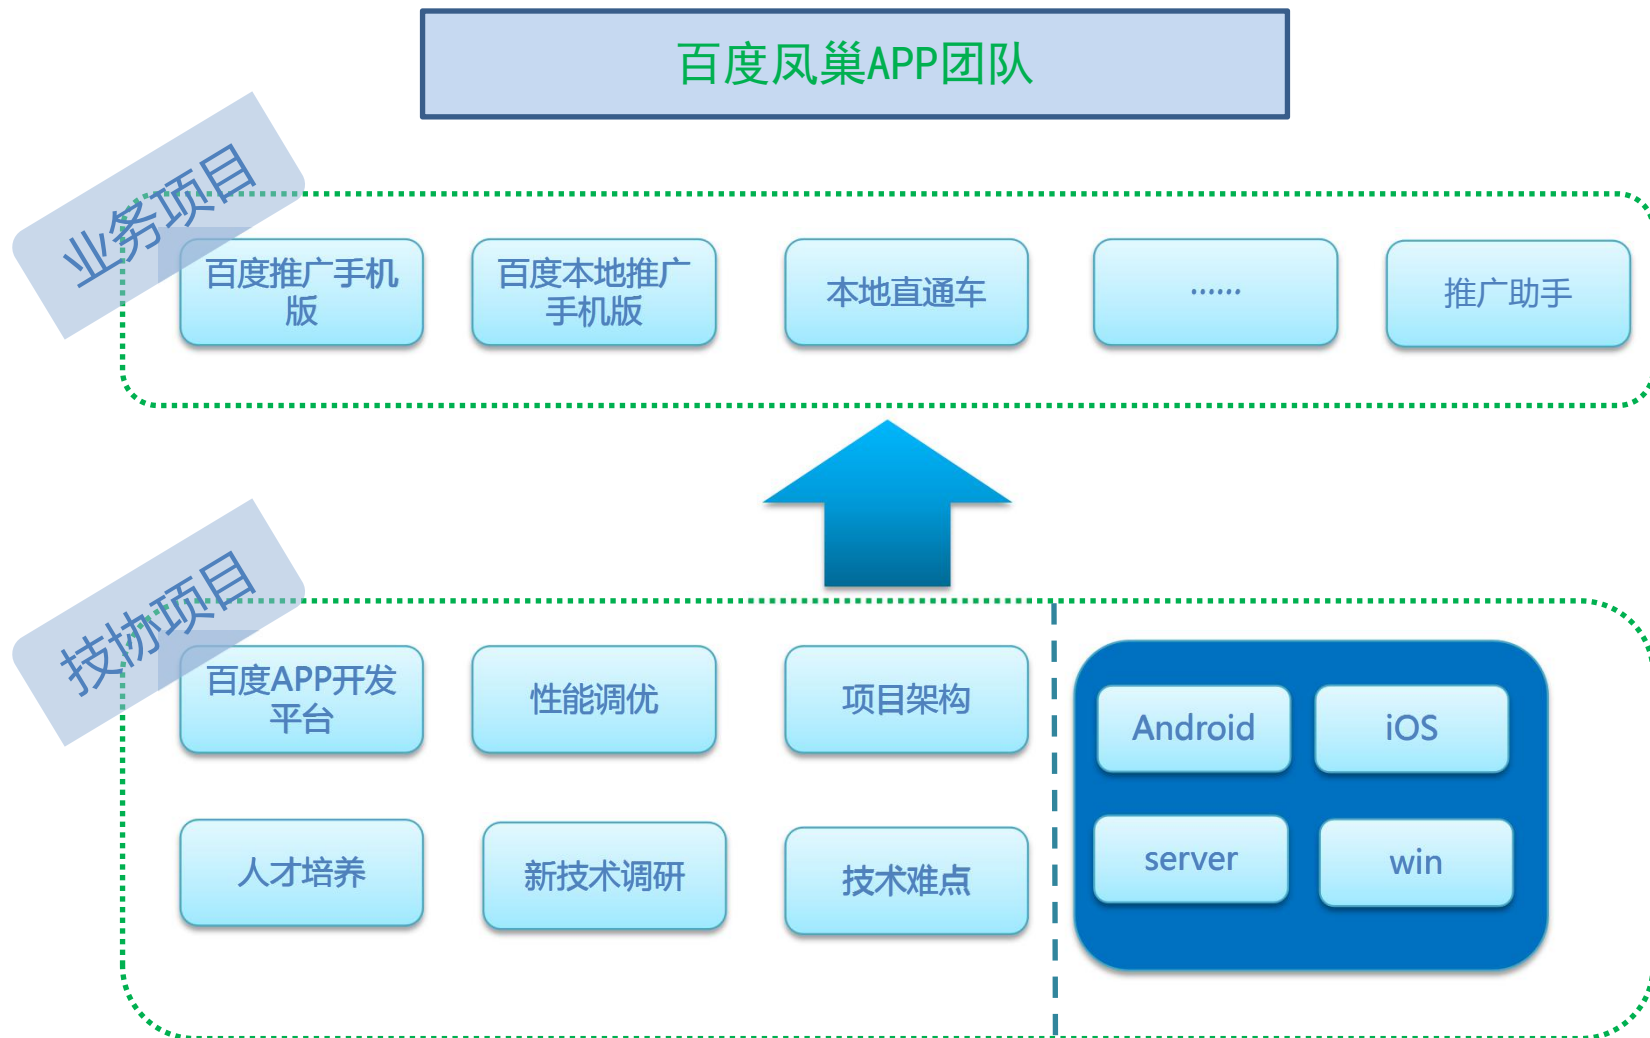 百度凤巢APP团队
业务项目
百度推广手机
版
百度本地推广
手机版
本地直通车
......
推广助手
技协项目
百度APP开发
平台
性能调优
项目架构
Android
iOS
人才培养
新技术调研
技术难点
server
win